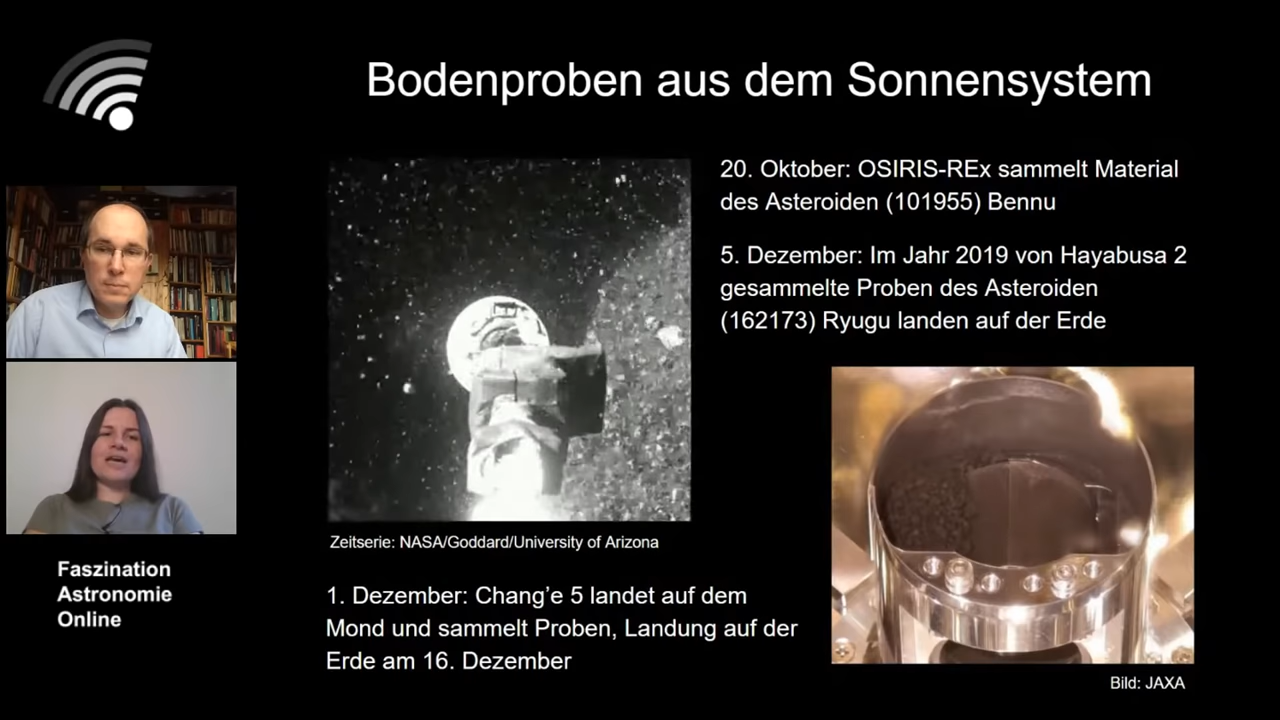 Bodenproben aus dem Sonnensystem
20. Oktober: OSIRIS-REx sammelt Material
des Asteroiden (101955) Bennu
5. Dezember: Im Jahr 2019 von Hayabusa 2
gesammelte Proben des Asteroiden
(162173) Ryugu landen auf der Erde
Zeitserie: NASA/Goddard/University of Arizona
1. Dezember: Chang’e 5 landet auf dem
Mond und sammelt Proben, Landung auf der
Erde am 16. Dezember
Bild: JAXA
Faszination
Astronomie
Online